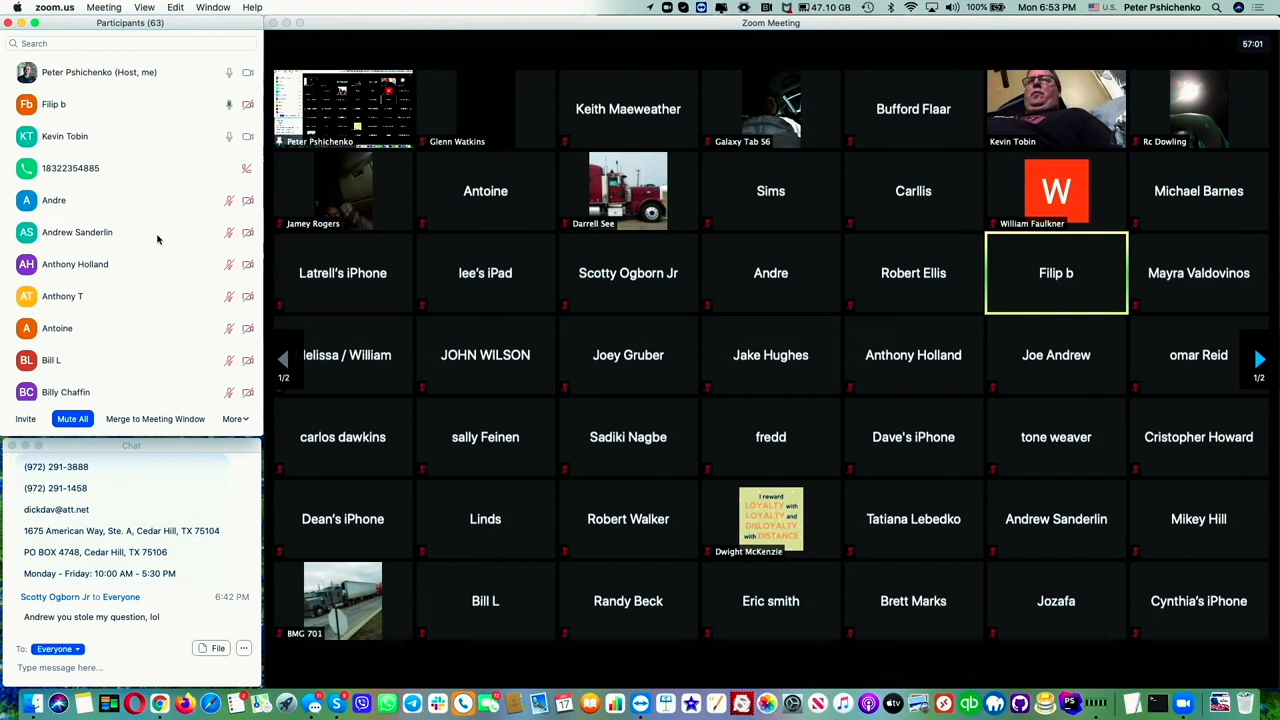 zoom.us Meeting View Edit Window Help
47.10 GB 100% U.S. Mon 6:53 PM Peter Pshichenko
Participants (63)
Search
Peter Pshichenko (Host, me)
Fb Filip b
KT Kevin Tobin
18322354885
A Andre
AS Andrew Sanderlin
AH Anthony Holland
AT Anthony T
A Antoine
BL Bill L
BC Billy Chaffin
Invite Mute All Merge to Meeting Window More
Chat
(972) 291-3888
(972) 291-1458
dickdav@att.net
1675 American Way, Ste. A, Cedar Hill, TX 75104
PO BOX 4748, Cedar Hill, TX 75106
Monday - Friday: 10:00 AM - 5:30 PM
Scotty Ogborn Jr to Everyone 6:42 PM
Andrew you stole my question, lol
To: Everyone File
Type message here...
Zoom Meeting
57:01
Peter Pshichenko
Glenn Watkins
Keith Maeweather
Galaxy Tab S6
Bufford Flaar
Kevin Tobin
Rc Dowling
Jamey Rogers
Antoine
Darrell See
Sims
Carllis
W
William Faulkner
Michael Barnes
Latrell's iPhone
lee's iPad
Scotty Ogborn Jr
Andre
Robert Ellis
Filip b
Mayra Valdovinos
elissa / William
JOHN WILSON
Joey Gruber
Jake Hughes
Anthony Holland
Joe Andrew
omar Reid
1/2
1/2
carlos dawkins
sally Feinen
Sadiki Nagbe
fredd
Dave's iPhone
tone weaver
Cristopher Howard
Dean's iPhone
Linds
Robert Walker
I reward
LOYALTY with
LOYALTY and
DISLOYALTY
with DISTANCE
Dwight McKenzie
Tatiana Lebedko
Andrew Sanderlin
Mikey Hill
BMG 701
Bill L
Randy Beck
Eric smith
Brett Marks
Jozafa
Cynthia's iPhone